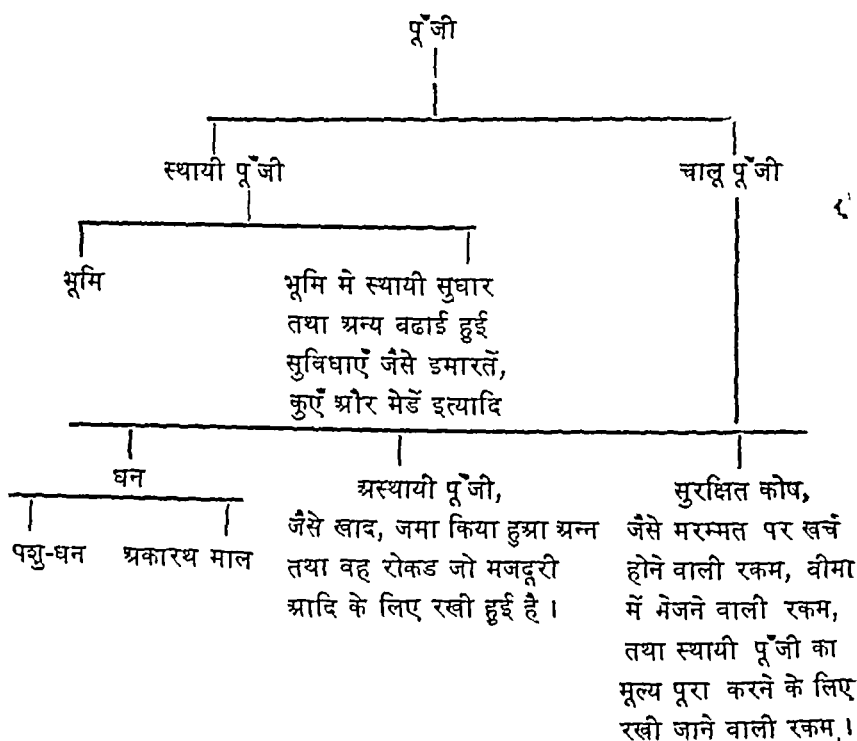 पूँजी
स्थायी पूँजी
चालू पूँजी
भूमि
भूमि मे स्थायी सुधार
तथा अन्य बढाई हुई
सुविधाएँ जैसे इमारतें,
कुएँ और मेडें इत्यादि
धन
पशु-धन
अकारथ माल
अस्थायी पूँजी,
जैसे खाद, जमा किया हुआ अन्न
तथा वह रोकड जो मजदूरी
आदि के लिए रखी हुई है।
सुरक्षित कोष,
जैसे मरम्मत पर खर्च
होने वाली रकम, बीमा
में भेजने वाली रकम,
तथा स्थायी पूँजी का
मूल्य पूरा करने के लिए
रखी जाने वाली रकम।